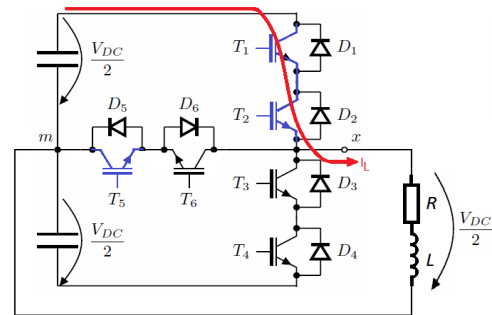 V_DC/2
T1
D1
T2
D2
D5
D6
m
x
I_L
T5
T6
T3
D3
T4
D4
V_DC/2
R
L
V_DC/2